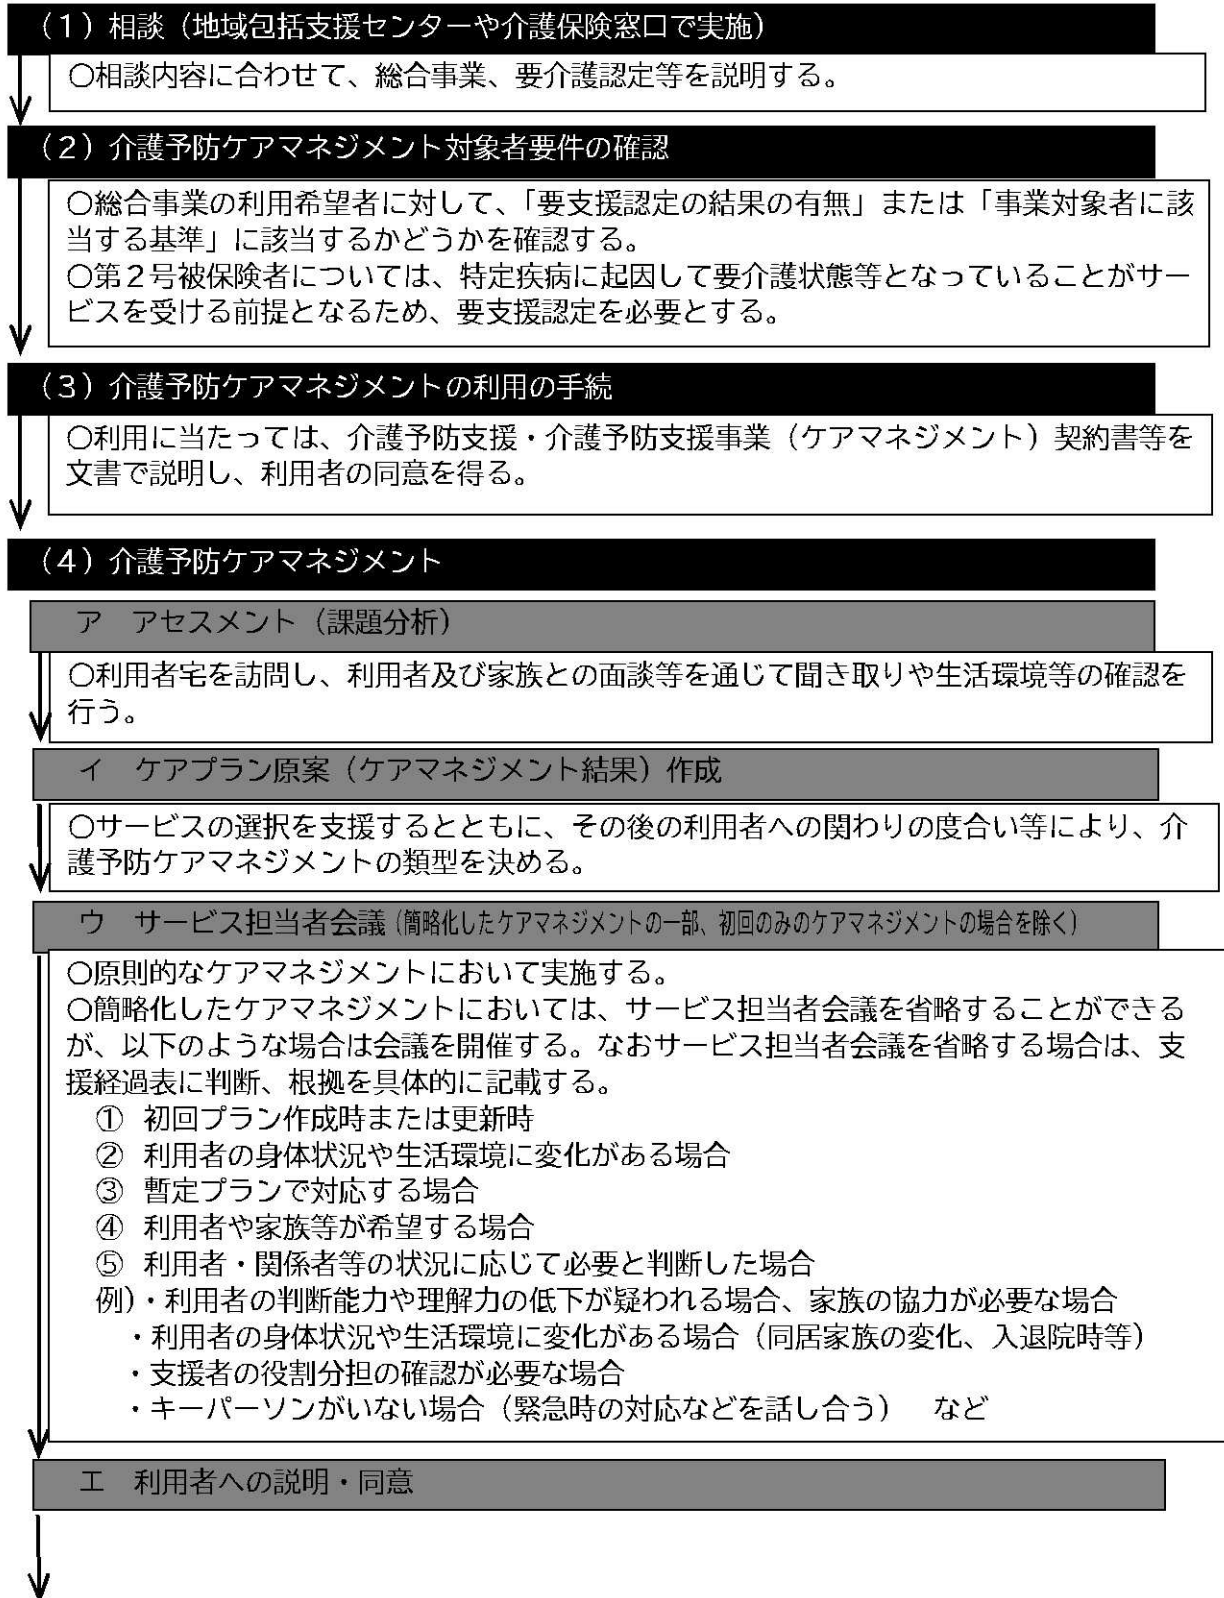 （１）相談（地域包括支援センターや介護保険窓口で実施）
○相談内容に合わせて、総合事業、要介護認定等を説明する。
（２）介護予防ケアマネジメント対象者要件の確認
○総合事業の利用希望者に対して、「要支援認定の結果の有無」または「事業対象者に該
当する基準」に該当するかどうかを確認する。
○第２号被保険者については、特定疾病に起因して要介護状態等となっていることがサー
ビスを受ける前提となるため、要支援認定を必要とする。
（３）介護予防ケアマネジメントの利用の手続
○利用に当たっては、介護予防支援・介護予防支援事業（ケアマネジメント）契約書等を
文書で説明し、利用者の同意を得る。
（４）介護予防ケアマネジメント
ア　アセスメント（課題分析）
○利用者宅を訪問し、利用者及び家族との面談等を通じて聞き取りや生活環境等の確認を
行う。
イ　ケアプラン原案（ケアマネジメント結果）作成
○サービスの選択を支援するとともに、その後の利用者への関わりの度合い等により、介
護予防ケアマネジメントの類型を決める。
ウ　サービス担当者会議（簡略化したケアマネジメントの一部、初回のみのケアマネジメントの場合を除く）
○原則的なケアマネジメントにおいて実施する。
○簡略化したケアマネジメントにおいては、サービス担当者会議を省略することができる
が、以下のような場合は会議を開催する。なおサービス担当者会議を省略する場合は、支
援経過表に判断、根拠を具体的に記載する。
①　初回プラン作成時または更新時
②　利用者の身体状況や生活環境に変化がある場合
③　暫定プランで対応する場合
④　利用者や家族等が希望する場合
⑤　利用者・関係者等の状況に応じて必要と判断した場合
例）・利用者の判断能力や理解力の低下が疑われる場合、家族の協力が必要な場合
・利用者の身体状況や生活環境に変化がある場合（同居家族の変化、入退院時等）
・支援者の役割分担の確認が必要な場合
・キーパーソンがいない場合（緊急時の対応などを話し合う）　など
エ　利用者への説明・同意